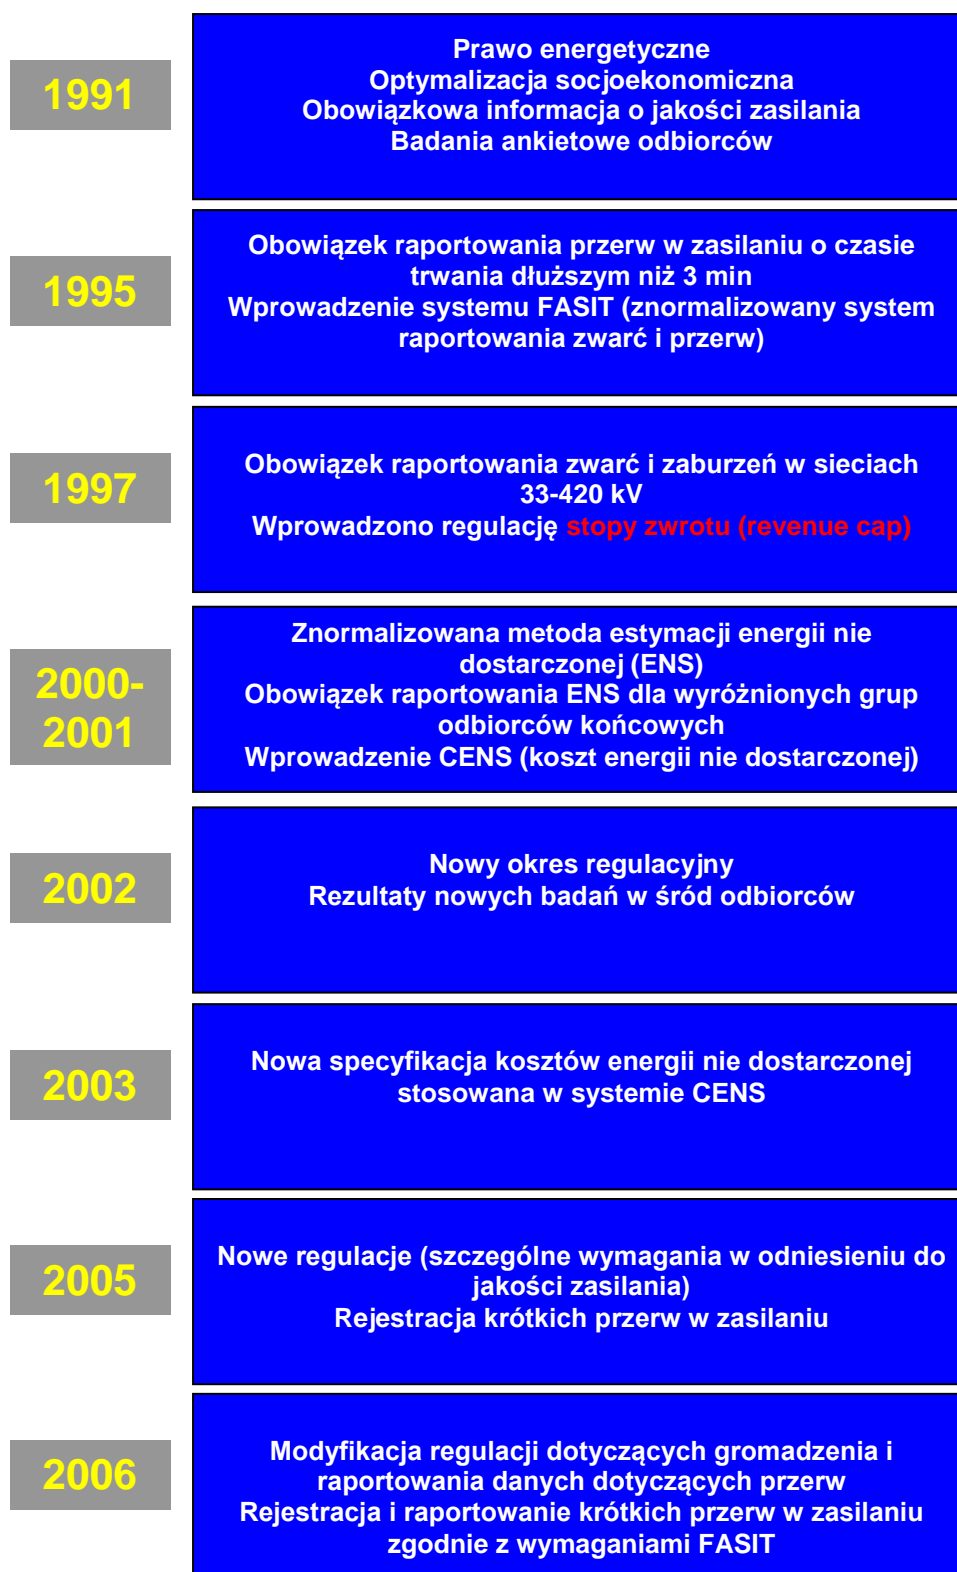 1991
Prawo energetyczne
Optymalizacja socjoekonomiczna
Obowiązkowa informacja o jakości zasilania
Badania ankietowe odbiorców
1995
Obowiązek raportowania przerw w zasilaniu o czasie
trwania dłuższym niż 3 min
Wprowadzenie systemu FASIT (znormalizowany system
raportowania zwarć i przerw)
1997
Obowiązek raportowania zwarć i zaburzeń w sieciach
33-420 kV
Wprowadzono regulację stopy zwrotu (revenue cap)
2000-
2001
Znormalizowana metoda estymacji energii nie
dostarczonej (ENS)
Obowiązek raportowania ENS dla wyróżnionych grup
odbiorców końcowych
Wprowadzenie CENS (koszt energii nie dostarczonej)
2002
Nowy okres regulacyjny
Rezultaty nowych badań w śród odbiorców
2003
Nowa specyfikacja kosztów energii nie dostarczonej
stosowana w systemie CENS
2005
Nowe regulacje (szczególne wymagania w odniesieniu do
jakości zasilania)
Rejestracja krótkich przerw w zasilaniu
2006
Modyfikacja regulacji dotyczących gromadzenia i
raportowania danych dotyczących przerw
Rejestracja i raportowanie krótkich przerw w zasilaniu
zgodnie z wymaganiami FASIT